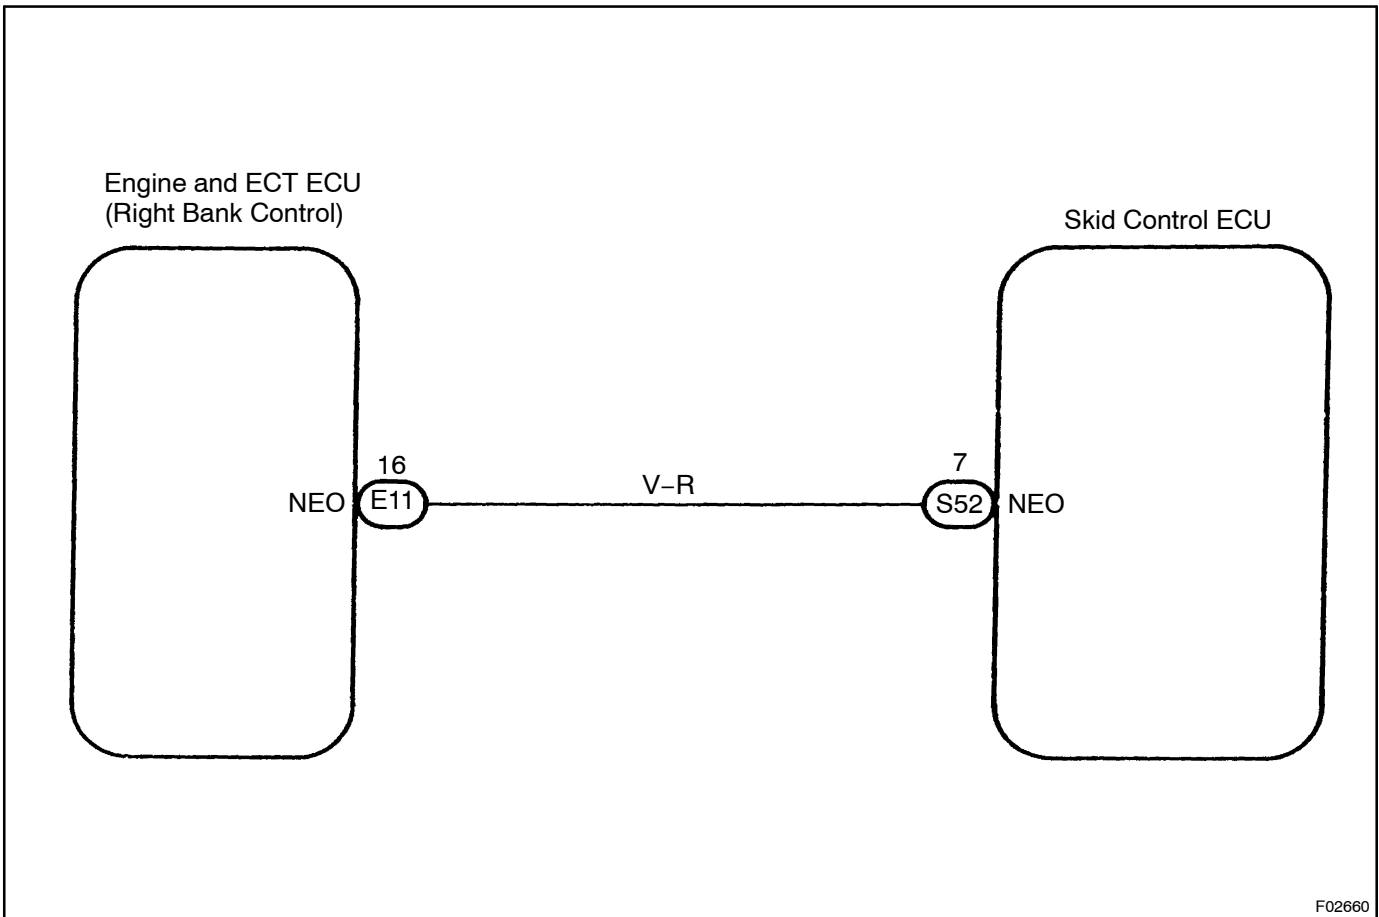 Engine and ECT ECU
(Right Bank Control)
Skid Control ECU
16
7
V−R
NEO
E11
S52
NEO
F02660